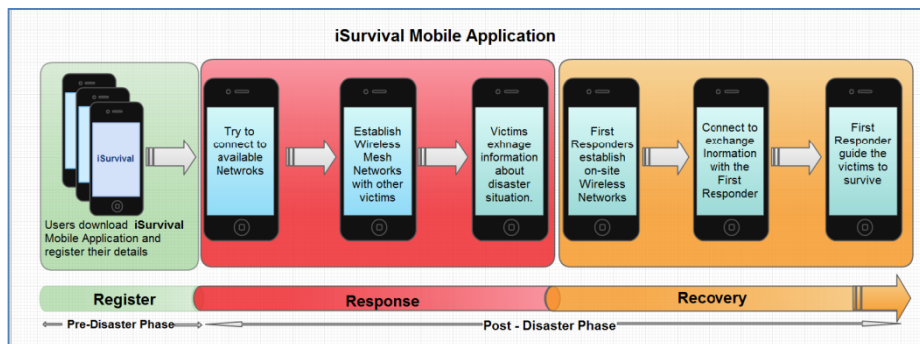 iSurvival Mobile Application
iSurvival
Users download iSurvival
Mobile Application and
register their details
Try to
connect to
available
Netwroks
Establish
Wireless
Mesh
Networks
with other
victims
Victims
exhnage
information
about
disaster
situation.
First
Responders
establish
on-site
Wireless
Networks
Connect to
exchange
Inormation
with the
First
Responder
First
Responder
guide the
victims to
survive
Register
Response
Recovery
Pre-Disaster Phase
Post - Disaster Phase